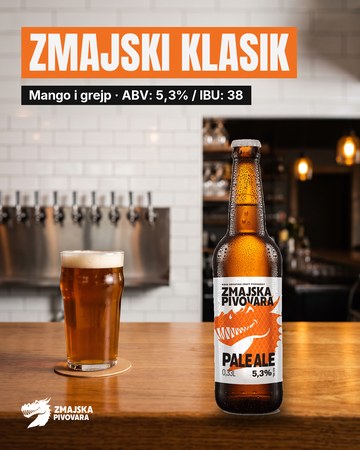 ZMAJSKI KLASIK
Mango i grejp · ABV: 5,3% / IBU: 38
ZMAJSKA
PIVOVARA
PALE ALE
0,33L 5,3%
ZMAJSKA
PIVOVARA